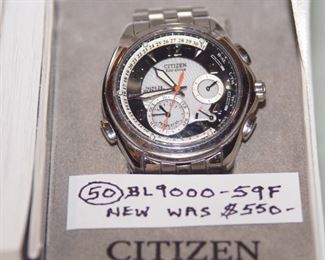 CITIZEN
ECO-DRIVE
50 BL9000-59F
NEW WAS $550-
CITIZEN